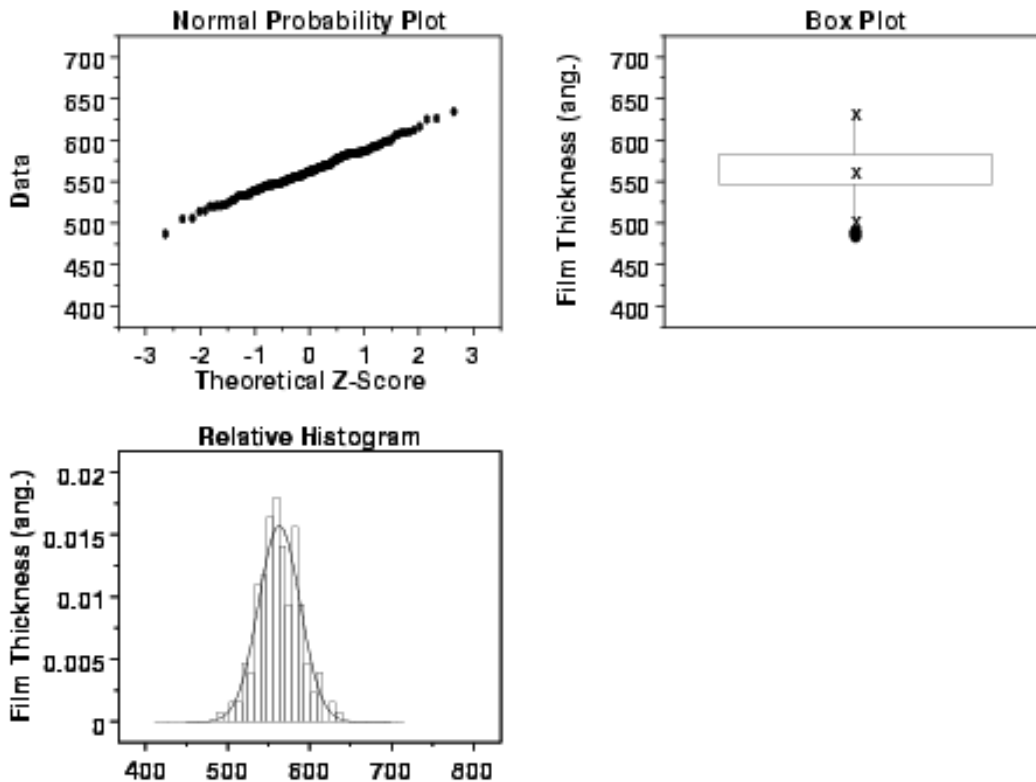 Normal Probability Plot
700
650
600
550
500
450
400
Data
-3 -2 -1 0 1 2 3
Theoretical Z-Score
Box Plot
700
650
600
550
500
450
400
Film Thickness (ang.)
x
x
x
Relative Histogram
0.02
0.015
0.01
0.005
0
Film Thickness (ang.)
400 500 600 700 800